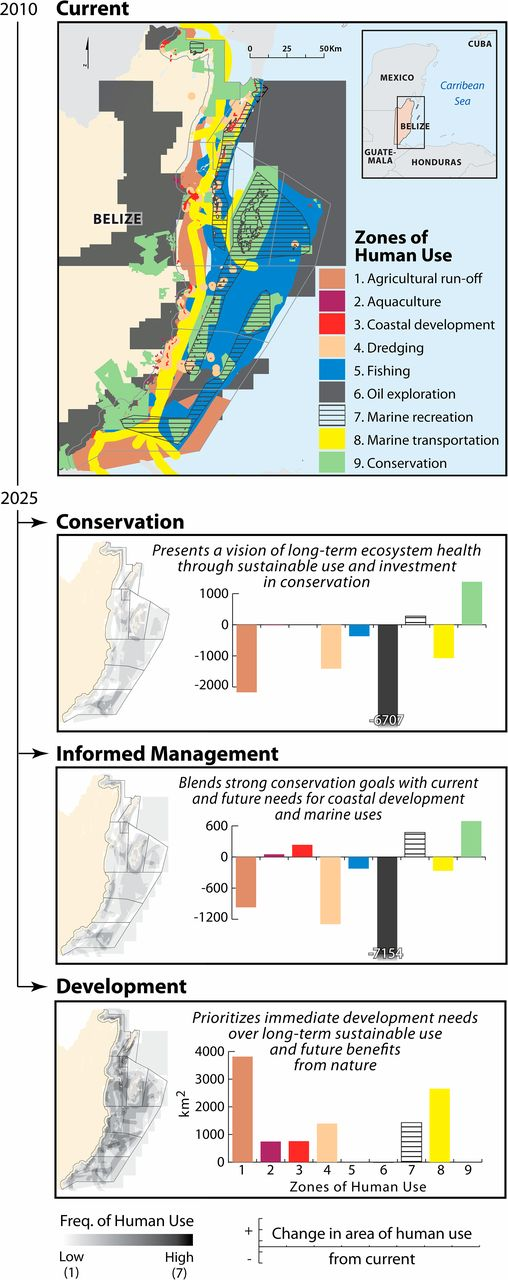 2010
Current
0 25 50Km
z
BELIZE
CUBA
MEXICO
Carribean
Sea
BELIZE
GUATE-
MALA
HONDURAS
Zones of
Human Use
1. Agricultural run-off
2. Aquaculture
3. Coastal development
4. Dredging
5. Fishing
6. Oil exploration
7. Marine recreation
8. Marine transportation
9. Conservation
2025
Conservation
Presents a vision of long-term ecosystem health
through sustainable use and investment
in conservation
1000
0
-1000
-2000
-6707
Informed Management
Blends strong conservation goals with current
and future needs for coastal development
and marine uses
600
0
-600
-1200
-7154
Development
Prioritizes immediate development needs
over long-term sustainable use
and future benefits
from nature
4000
3000
2000
1000
0
km2
1 2 3 4 5 6 7 8 9
Zones of Human Use
Freq. of Human Use
Low
(1)
High
(7)
+
-
Change in area of human use
from current